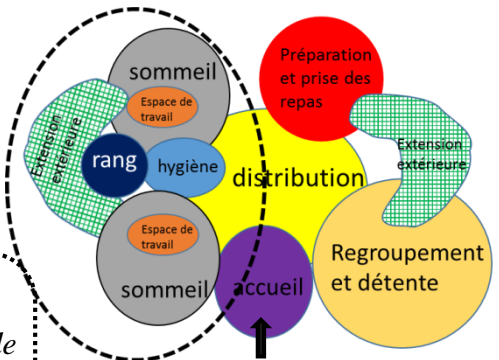 sommeil
Espace de
travail
Extension
extérieure
rang
hygiène
Espace de
travail
sommeil
distribution
accueil
Préparation
et prise des
repas
Extension
extérieure
Regroupement
et détente
de